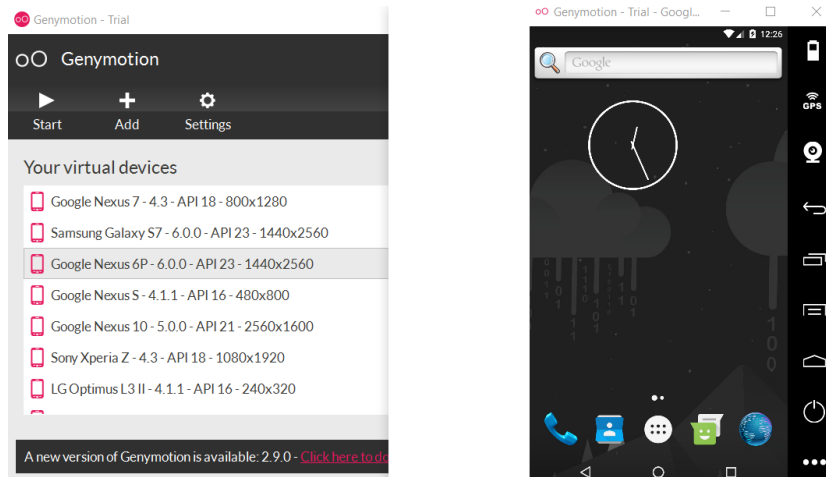 Genymotion - Trial
Genymotion
Start Add Settings
Your virtual devices
Google Nexus 7 - 4.3 - API 18 - 800x1280
Samsung Galaxy S7 - 6.0.0 - API 23 - 1440x2560
Google Nexus 6P - 6.0.0 - API 23 - 1440x2560
Google Nexus S - 4.1.1 - API 16 - 480x800
Google Nexus 10 - 5.0.0 - API 21 - 2560x1600
Sony Xperia Z - 4.3 - API 18 - 1080x1920
LG Optimus L3 II - 4.1.1 - API 16 - 240x320
A new version of Genymotion is available: 2.9.0 - Click here to do
Genymotion - Trial - Googl...
12:26
Google
GPS